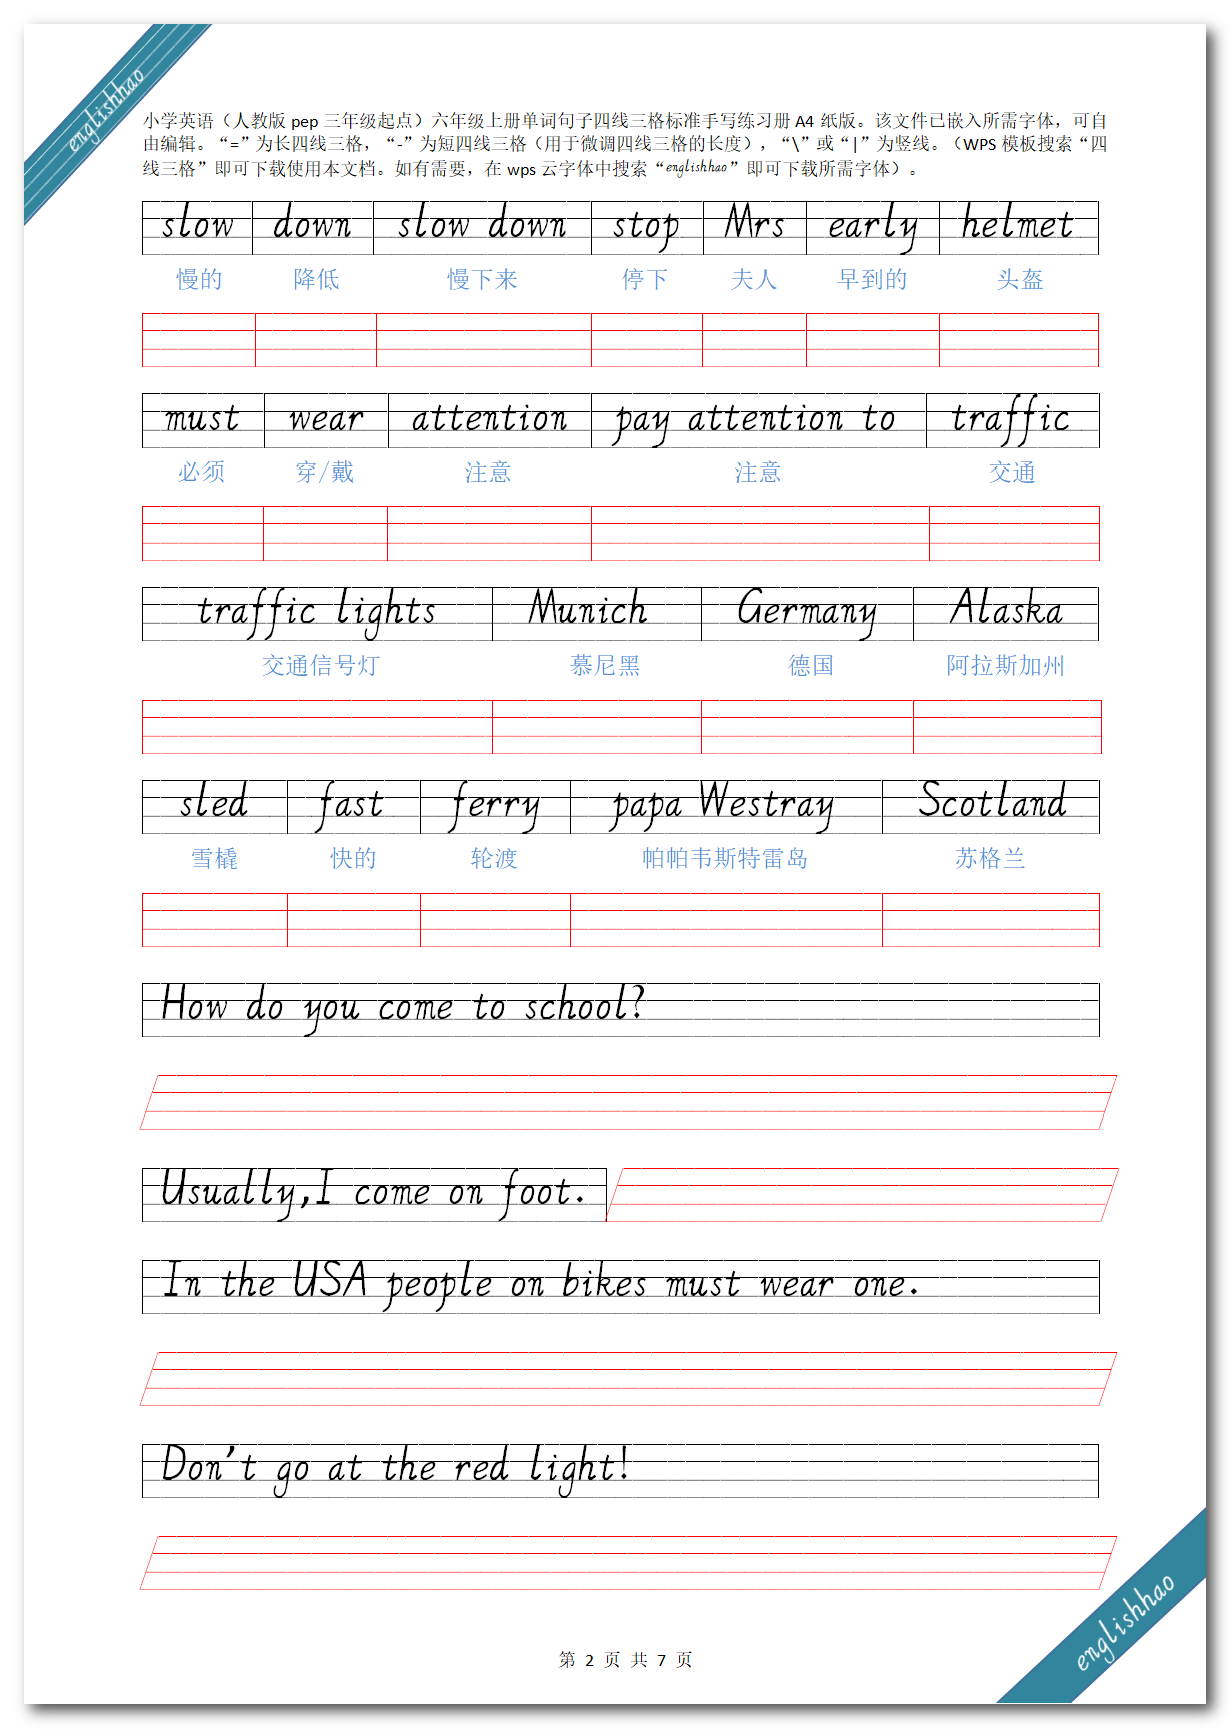 englishhao
小学英语（人教版 pep 三年级起点）六年级上册单词句子四线三格标准手写练习册 A4 纸版。该文件已嵌入所需字体，可自
由编辑。“=”为长四线三格，“-”为短四线三格（用于微调四线三格的长度），“\”或“|”为竖线。（WPS 模板搜索“四
线三格”即可下载使用本文档。如有需要，在 wps 云字体中搜索“englishhao”即可下载所需字体）。
slow down slow down stop Mrs early helmet
慢的 降低 慢下来 停下 夫人 早到的 头盔
must wear attention pay attention to traffic
必须 穿/戴 注意 注意 交通
traffic lights Munich Germany Alaska
交通信号灯 慕尼黑 德国 阿拉斯加州
sled fast ferry papa Westray Scotland
雪橇 快的 轮渡 帕帕韦斯特雷岛 苏格兰
How do you come to school?
Usually,I come on foot.
In the USA people on bikes must wear one.
Don't go at the red light!
englishhao
第 2 页 共 7 页